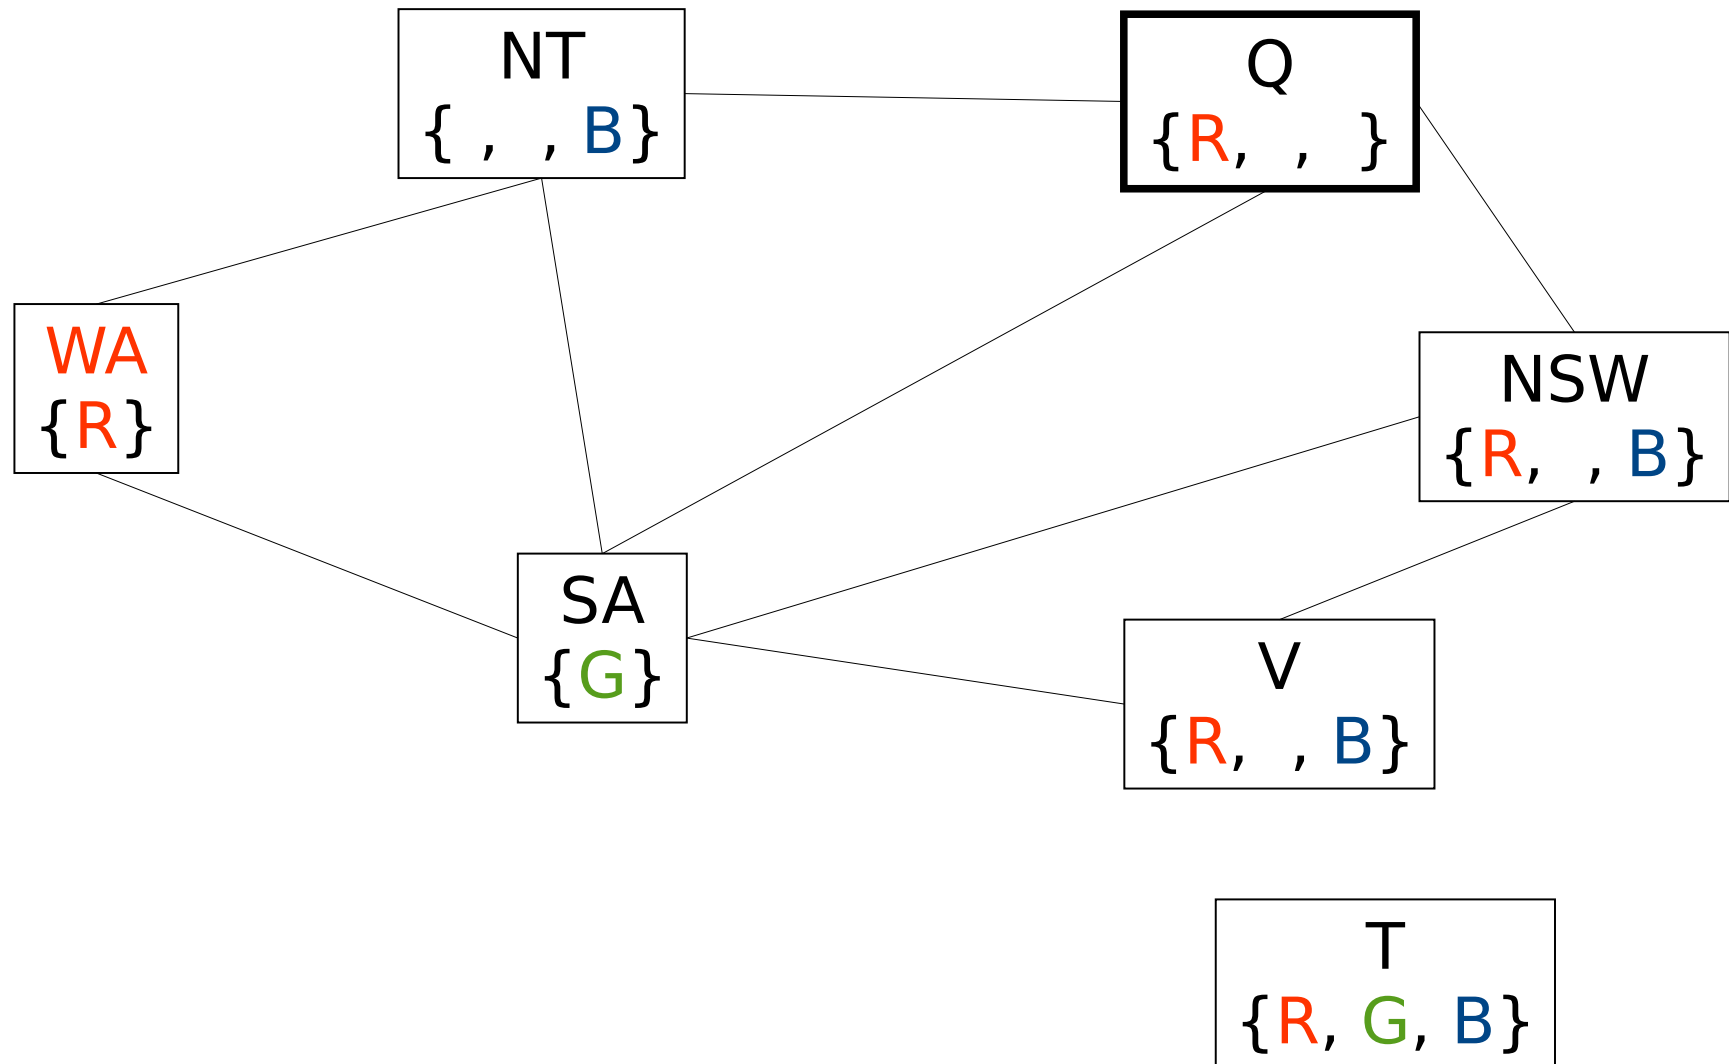 NT
{ , , B}
Q
{R, , }
WA
{R}
NSW
{R, , B}
SA
{G}
V
{R, , B}
T
{R, G, B}